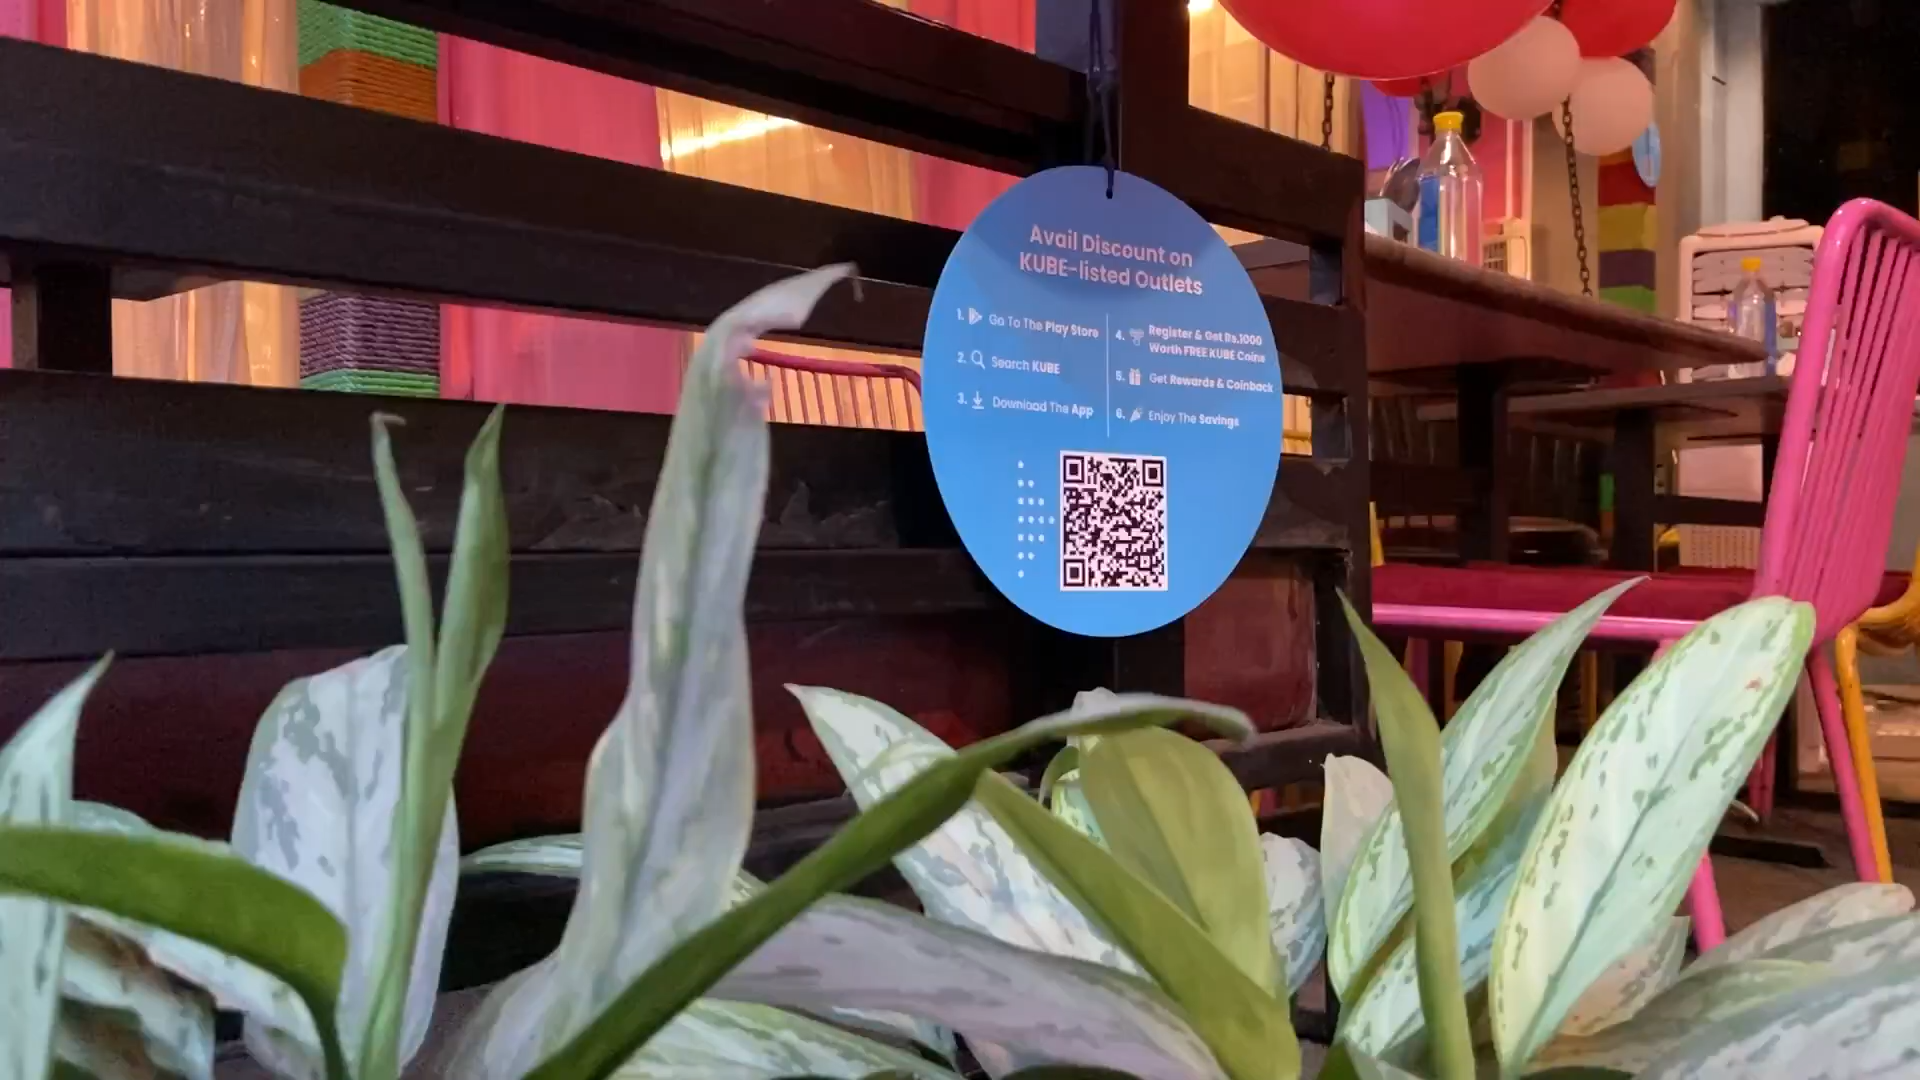 Avail Discount on
KUBE-listed Outlets
1. Go To The Play Store
2. Search KUBE
3. Download The App
4. Register & Get Rs.1000
Worth FREE KUBE Coins
5. Get Rewards & Coinback
6. Enjoy The Savings